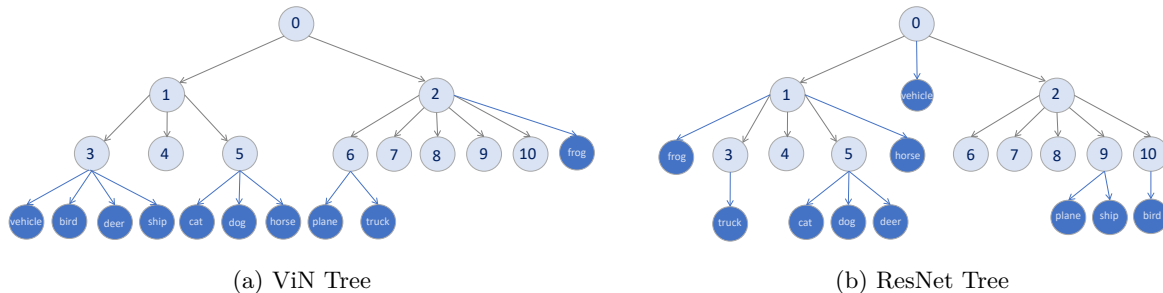 0
1
2
3
4
5
6
7
8
9
10
frog
vehicle
bird
deer
ship
cat
dog
horse
plane
truck
(a) ViN Tree
0
vehicle
1
2
frog
3
4
5
horse
6
7
8
9
10
truck
cat
dog
deer
plane
ship
bird
(b) ResNet Tree